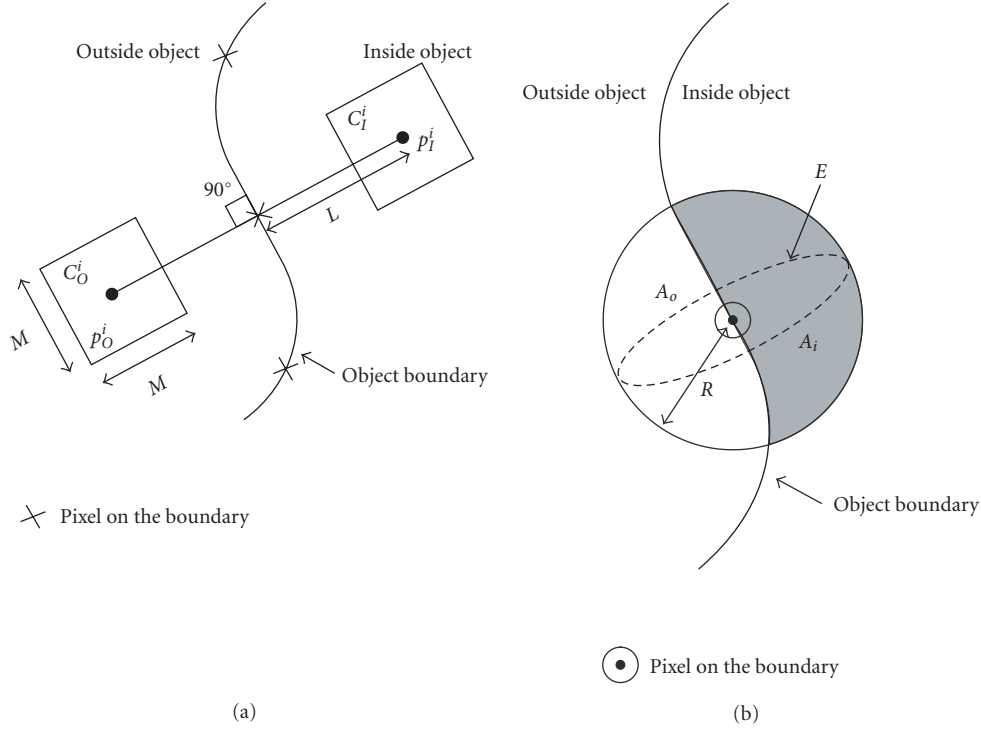 Outside object
Inside object
C_I^i
p_I^i
90°
L
C_O^i
p_O^i
M
M
Object boundary
Pixel on the boundary
(a)
Outside object
Inside object
E
A_o
A_i
R
Object boundary
Pixel on the boundary
(b)